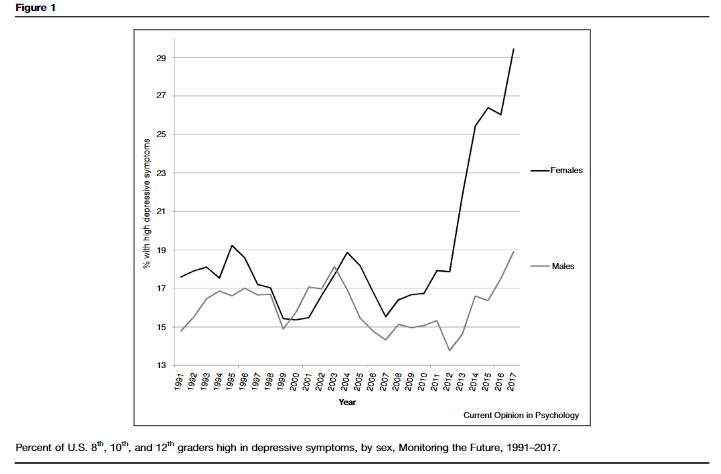 Figure 1
29
27
25
23
21
19
17
15
13
% with high depressive symptoms
Females
Males
1991 1992 1993 1994 1995 1996 1997 1998 1999 2000 2001 2002 2003 2004 2005 2006 2007 2008 2009 2010 2011 2012 2013 2014 2015 2016 2017
Year
Current Opinion in Psychology
Percent of U.S. 8th, 10th, and 12th graders high in depressive symptoms, by sex, Monitoring the Future, 1991–2017.